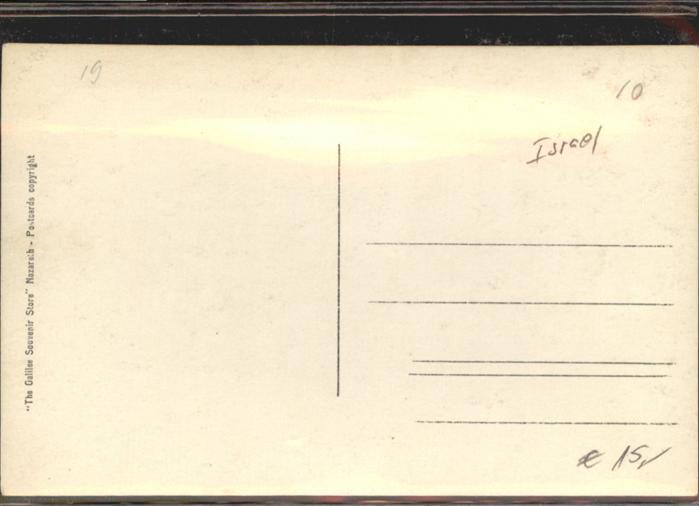 19
10
Israel
"The Galilee Souvenir Store" Nazareth - Postcards copyright
€ 15,